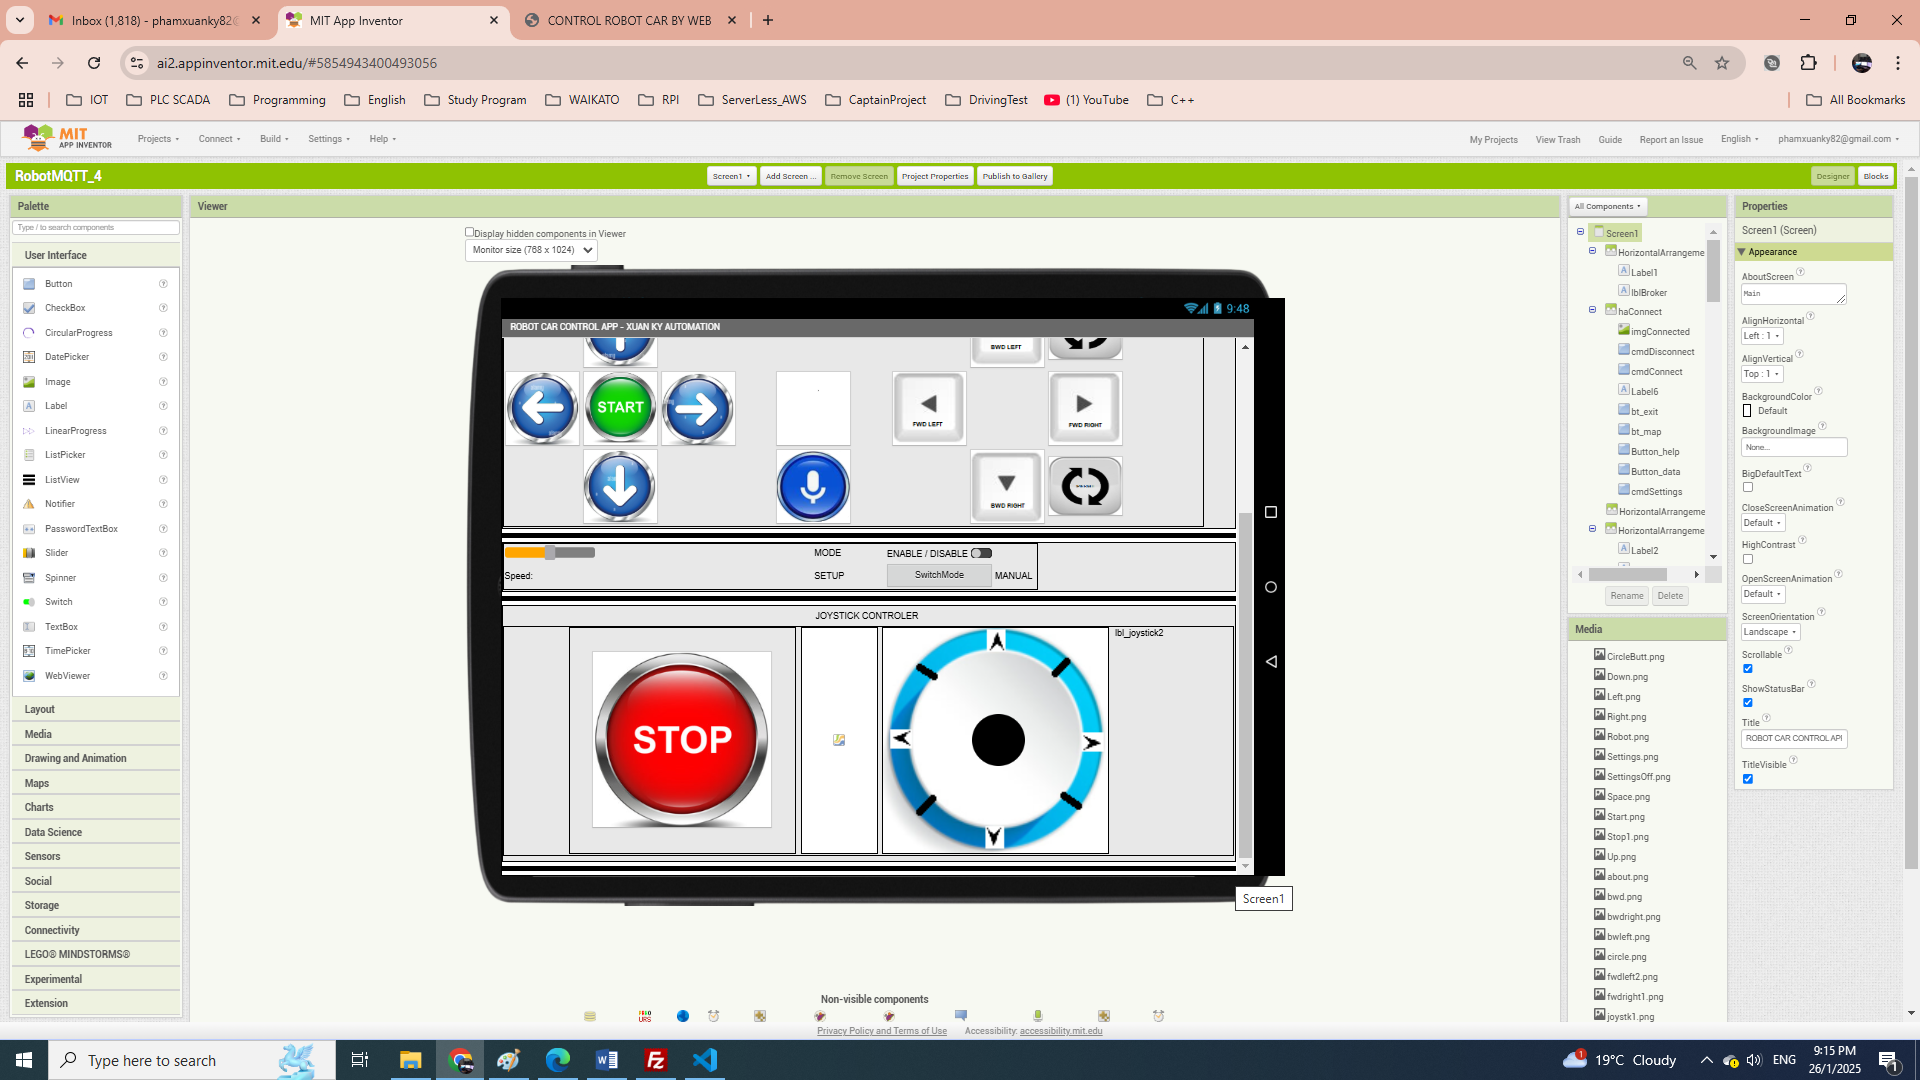 Inbox (1,818) - phamxuanky82@
MIT App Inventor
CONTROL ROBOT CAR BY WEB
ai2.appinventor.mit.edu/#5854943400493056
IOT
PLC SCADA
Programming
English
Study Program
WAIKATO
RPI
ServerLess_AWS
CaptainProject
DrivingTest
(1) YouTube
C++
All Bookmarks
MIT
APP INVENTOR
Projects
Connect
Build
Settings
Help
My Projects
View Trash
Guide
Report an Issue
English
phamxuanky82@gmail.com
RobotMQTT_4
Screen1
Add Screen ...
Remove Screen
Project Properties
Publish to Gallery
Designer
Blocks
Palette
Type / to search components
User Interface
Button
CheckBox
CircularProgress
DatePicker
Image
Label
LinearProgress
ListPicker
ListView
Notifier
PasswordTextBox
Slider
Spinner
Switch
TextBox
TimePicker
WebViewer
Layout
Media
Drawing and Animation
Maps
Charts
Data Science
Sensors
Social
Storage
Connectivity
LEGO® MINDSTORMS®
Experimental
Extension
Viewer
Display hidden components in Viewer
Monitor size (768 x 1024)
9:48
ROBOT CAR CONTROL APP - XUAN KY AUTOMATION
BWD LEFT
START
FWD LEFT
FWD RIGHT
BWD RIGHT
MODE
ENABLE / DISABLE
Speed:
SETUP
SwitchMode
MANUAL
JOYSTICK CONTROLER
STOP
lbl_joystick2
Screen1
Non-visible components
Privacy Policy and Terms of Use
Accessibility: accessibility.mit.edu
All Components
Screen1
HorizontalArrangeme
Label1
lblBroker
haConnect
imgConnected
cmdDisconnect
cmdConnect
Label6
bt_exit
bt_map
Button_help
Button_data
cmdSettings
HorizontalArrangeme
HorizontalArrangeme
Label2
Rename
Delete
Media
CircleButt.png
Down.png
Left.png
Right.png
Robot.png
Settings.png
SettingsOff.png
Space.png
Start.png
Stop1.png
Up.png
about.png
bwd.png
bwdright.png
bwleft.png
circle.png
fwdleft2.png
fwdright1.png
joystk1.png
Properties
Screen1 (Screen)
Appearance
AboutScreen
Main
AlignHorizontal
Left : 1
AlignVertical
Top : 1
BackgroundColor
Default
BackgroundImage
None...
BigDefaultText
CloseScreenAnimation
Default
HighContrast
OpenScreenAnimation
Default
ScreenOrientation
Landscape
Scrollable
ShowStatusBar
Title
ROBOT CAR CONTROL APP
TitleVisible
Type here to search
19°C Cloudy
ENG
9:15 PM
26/1/2025